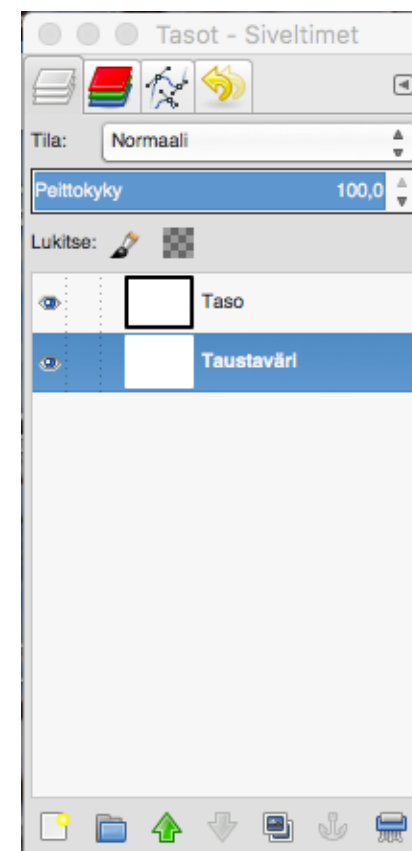 Tasot - Siveltimet
Tila: Normaali
Peittokyky 100,0
Lukitse:
Taso
Taustaväri